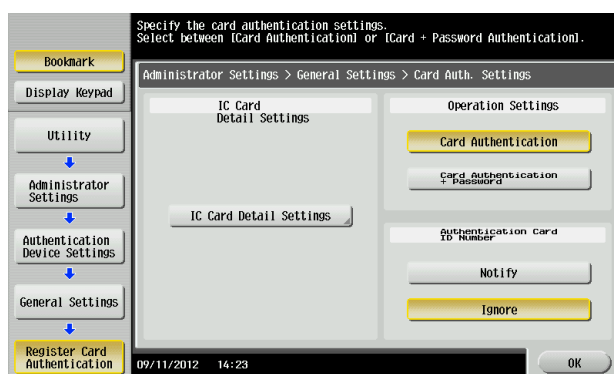 Specify the card authentication settings.
Select between [Card Authentication] or [Card + Password Authentication].
Bookmark
Display Keypad
Utility
Administrator
Settings
Authentication
Device Settings
General Settings
Register Card
Authentication
Administrator Settings > General Settings > Card Auth. Settings
IC Card
Detail Settings
IC Card Detail Settings
Operation Settings
Card Authentication
Card Authentication
+ Password
Authentication Card
ID Number
Notify
Ignore
09/11/2012 14:23
OK